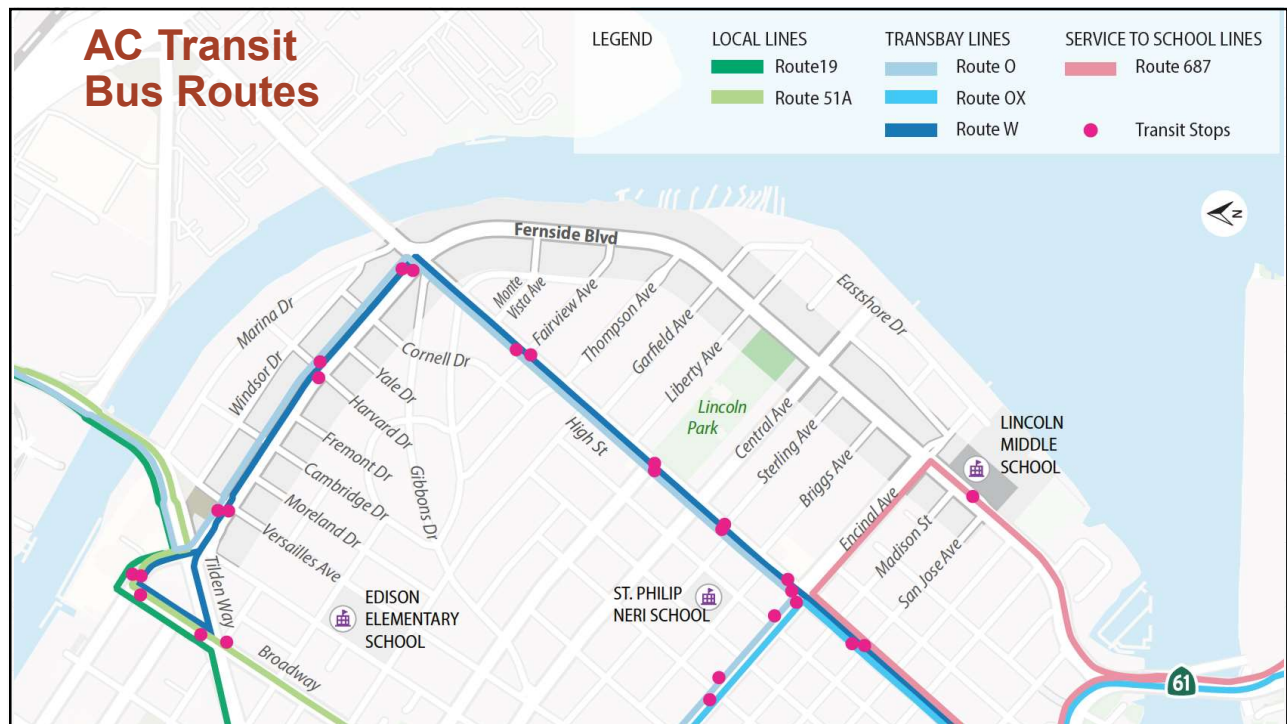 AC Transit
Bus Routes
LEGEND
LOCAL LINES
Route19
Route 51A
TRANSBAY LINES
Route O
Route OX
Route W
SERVICE TO SCHOOL LINES
Route 687
Transit Stops
N
Fernside Blvd
Monte
Vista Ave
Fairview Ave
Thompson Ave
Garfield Ave
Liberty Ave
Eastshore Dr
Marina Dr
Windsor Dr
Cornell Dr
Yale Dr
Harvard Dr
Fremont Dr
Cambridge Dr
Moreland Dr
Versailles Ave
Gibbons Dr
High St
Lincoln
Park
Central Ave
Sterling Ave
Briggs Ave
Encinal Ave
Madison St
San Jose Ave
LINCOLN
MIDDLE
SCHOOL
Tilden Way
EDISON
ELEMENTARY
SCHOOL
ST. PHILIP
NERI SCHOOL
Broadway
61